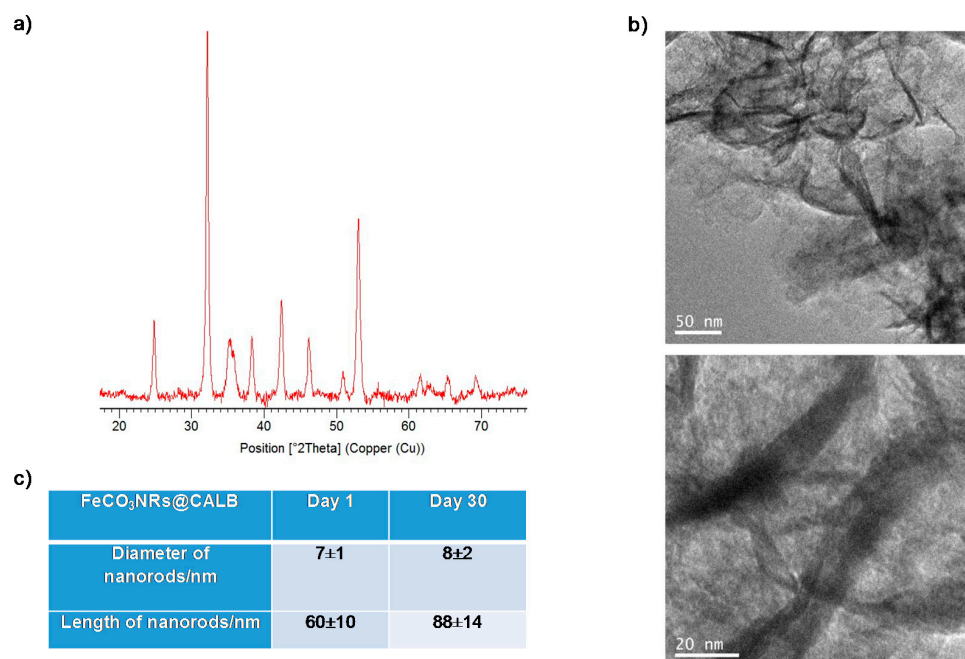 a)
20 30 40 50 60 70
Position [°2Theta] (Copper (Cu))
b)
50 nm
20 nm
c)
FeCO₃NRs@CALB Day 1 Day 30
Diameter of 7±1 8±2
nanorods/nm
Length of nanorods/nm 60±10 88±14